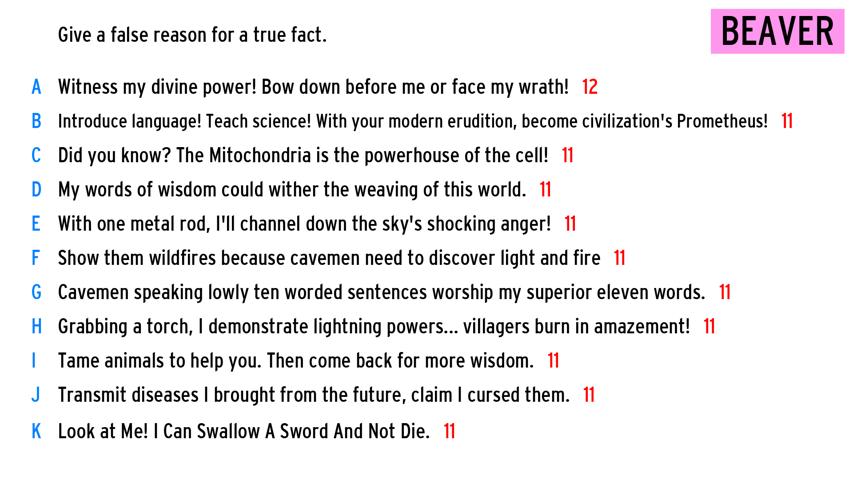 Give a false reason for a true fact.
BEAVER
A Witness my divine power! Bow down before me or face my wrath! 12
B Introduce language! Teach science! With your modern erudition, become civilization's Prometheus! 11
C Did you know? The Mitochondria is the powerhouse of the cell! 11
D My words of wisdom could wither the weaving of this world. 11
E With one metal rod, I'll channel down the sky's shocking anger! 11
F Show them wildfires because cavemen need to discover light and fire 11
G Cavemen speaking lowly ten worded sentences worship my superior eleven words. 11
H Grabbing a torch, I demonstrate lightning powers... villagers burn in amazement! 11
I Tame animals to help you. Then come back for more wisdom. 11
J Transmit diseases I brought from the future, claim I cursed them. 11
K Look at Me! I Can Swallow A Sword And Not Die. 11